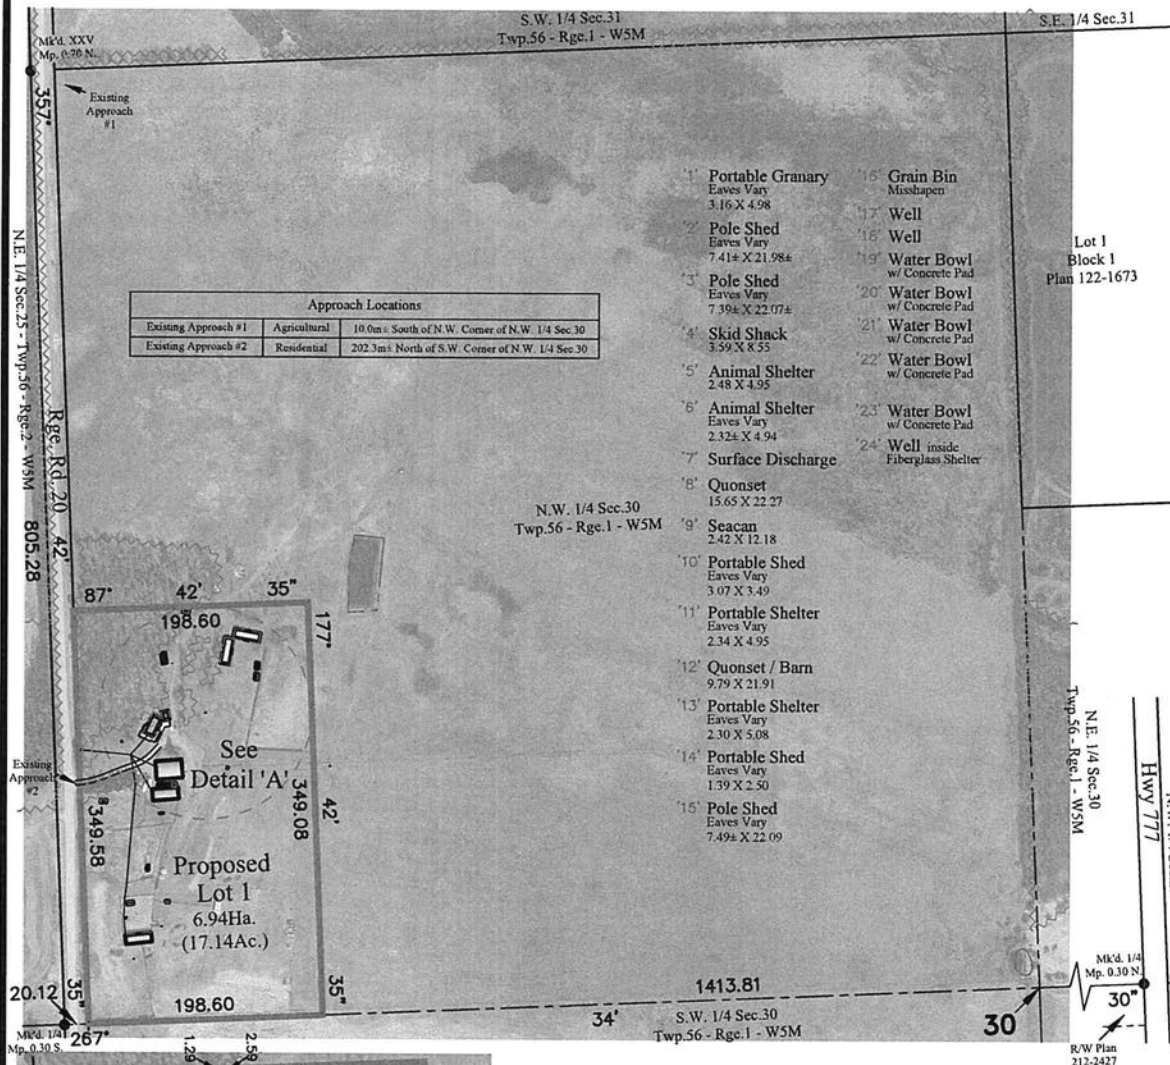 S.W. 1/4 Sec.31
Twp.56 - Rge.1 - W5M
S.E. 1/4 Sec.31
Mk'd. XXV
Mp. 0.70 N.
357°
Existing
Approach
#1
N.E. 1/4 Sec.25 - Twp.56 - Rge.2 - W5M
Rge. Rd. 20
42'
805.28
Approach Locations
Existing Approach #1 Agricultural 10.0m± South of N.W. Corner of N.W. 1/4 Sec.30
Existing Approach #2 Residential 202.3m± North of S.W. Corner of N.W. 1/4 Sec.30
'1' Portable Granary
Eaves Vary
3.16 X 4.98
'2' Pole Shed
Eaves Vary
7.41± X 21.98±
'3' Pole Shed
Eaves Vary
7.39± X 22.07±
'4' Skid Shack
3.59 X 8.55
'5' Animal Shelter
2.48 X 4.95
'6' Animal Shelter
Eaves Vary
2.32± X 4.94
'7' Surface Discharge
'8' Quonset
15.65 X 22.27
'9' Seacan
2.42 X 12.18
'10' Portable Shed
Eaves Vary
3.07 X 3.49
'11' Portable Shelter
Eaves Vary
2.34 X 4.95
'12' Quonset / Barn
9.79 X 21.91
'13' Portable Shelter
Eaves Vary
2.30 X 5.08
'14' Portable Shed
Eaves Vary
1.39 X 2.50
'15' Pole Shed
Eaves Vary
7.49± X 22.09
Grain Bin
Misshapen
'17' Well
Well
'19' Water Bowl
w/ Concrete Pad
'20' Water Bowl
w/ Concrete Pad
'21' Water Bowl
w/ Concrete Pad
'22' Water Bowl
w/ Concrete Pad
'23' Water Bowl
w/ Concrete Pad
'24' Well inside
Fiberglass Shelter
Lot 1
Block 1
Plan 122-1673
N.W. 1/4 Sec.30
Twp.56 - Rge.1 - W5M
87° 42' 35"
198.60
177°
42'
35"
349.08
See
Detail 'A'
Existing
Approach
#2
349.58
Proposed
Lot 1
6.94Ha.
(17.14Ac.)
N.E. 1/4 Sec.30
Twp.56 - Rge.1 - W5M
Hwy 777
20.12
35"
198.60
1413.81
Mk'd. 1/4
Mp. 0.30 S.
267°
34'
S.W. 1/4 Sec.30
Twp.56 - Rge.1 - W5M
30
Mk'd. 1/4
Mp. 0.30 N.
30"
R/W Plan
212-2427
1.29
2.59